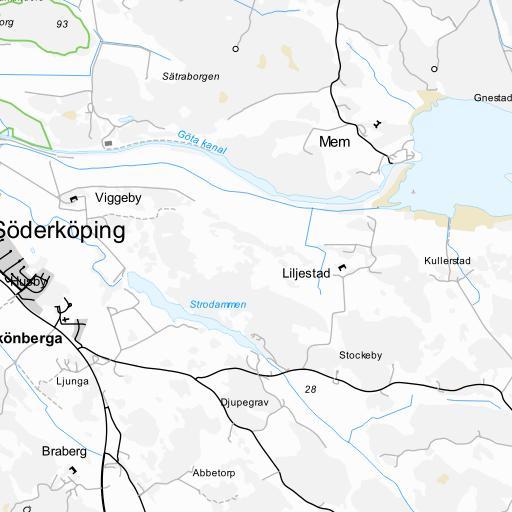 org
93
Sätraborgen
Gnestad
Göta kanal
Mem
Viggeby
Söderköping
Kullerstad
Liljestad
Husby
Strodammen
könberga
Stockeby
Ljunga
28
Djupegrav
Braberg
Abbetorp